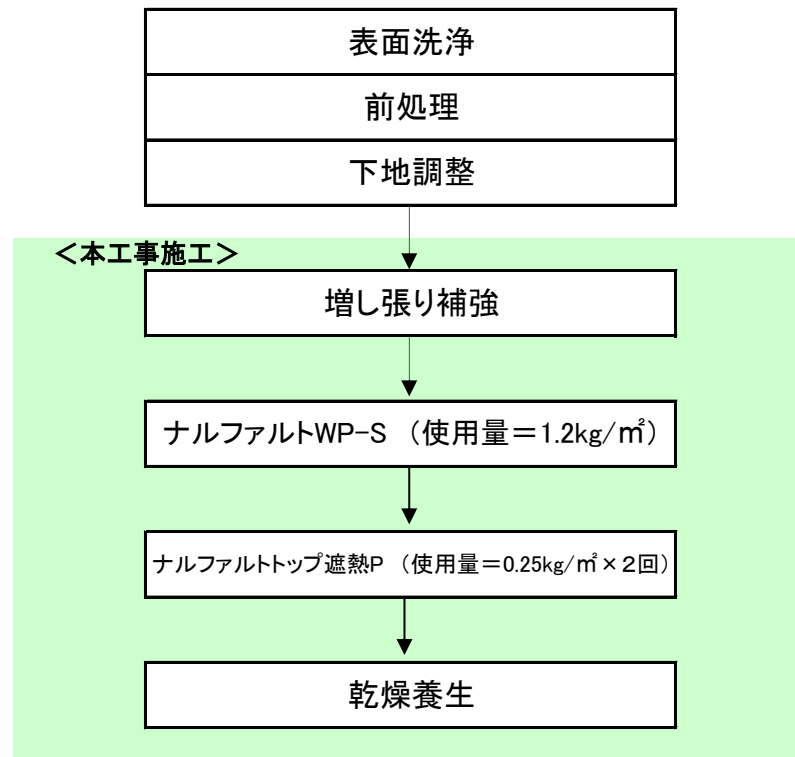 表面洗浄
前処理
下地調整
＜本工事施工＞
増し張り補強
ナルファルトWP-S （使用量＝1.2kg/㎡）
ナルファルトトップ遮熱P （使用量＝0.25kg/㎡×２回）
乾燥養生